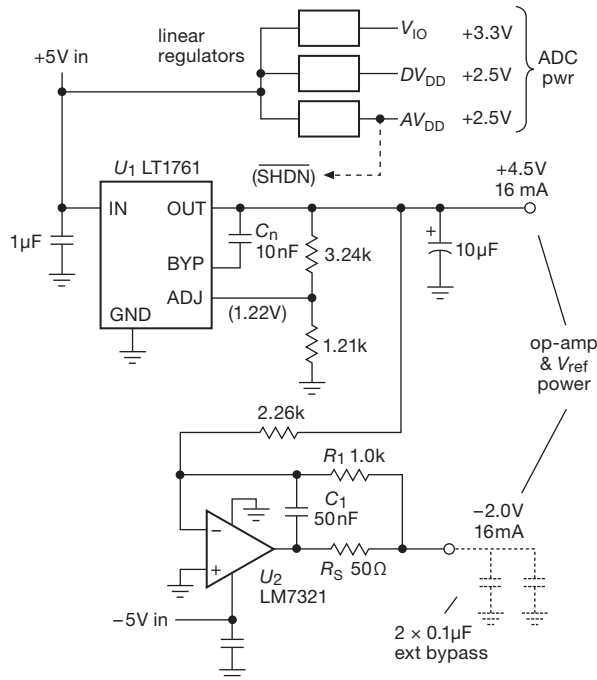 linear
regulators
V_IO
+3.3V
DV_DD
+2.5V
AV_DD
+2.5V
ADC
pwr
+5V in
(SHDN)
U1 LT1761
+4.5V
16 mA
IN
OUT
1µF
Cn
10nF
3.24k
+
10µF
BYP
ADJ
(1.22V)
GND
1.21k
op-amp
& Vref
power
2.26k
R1 1.0k
C1
50nF
−2.0V
16mA
−
+
U2
LM7321
RS 50Ω
−5V in
2 × 0.1µF
ext bypass